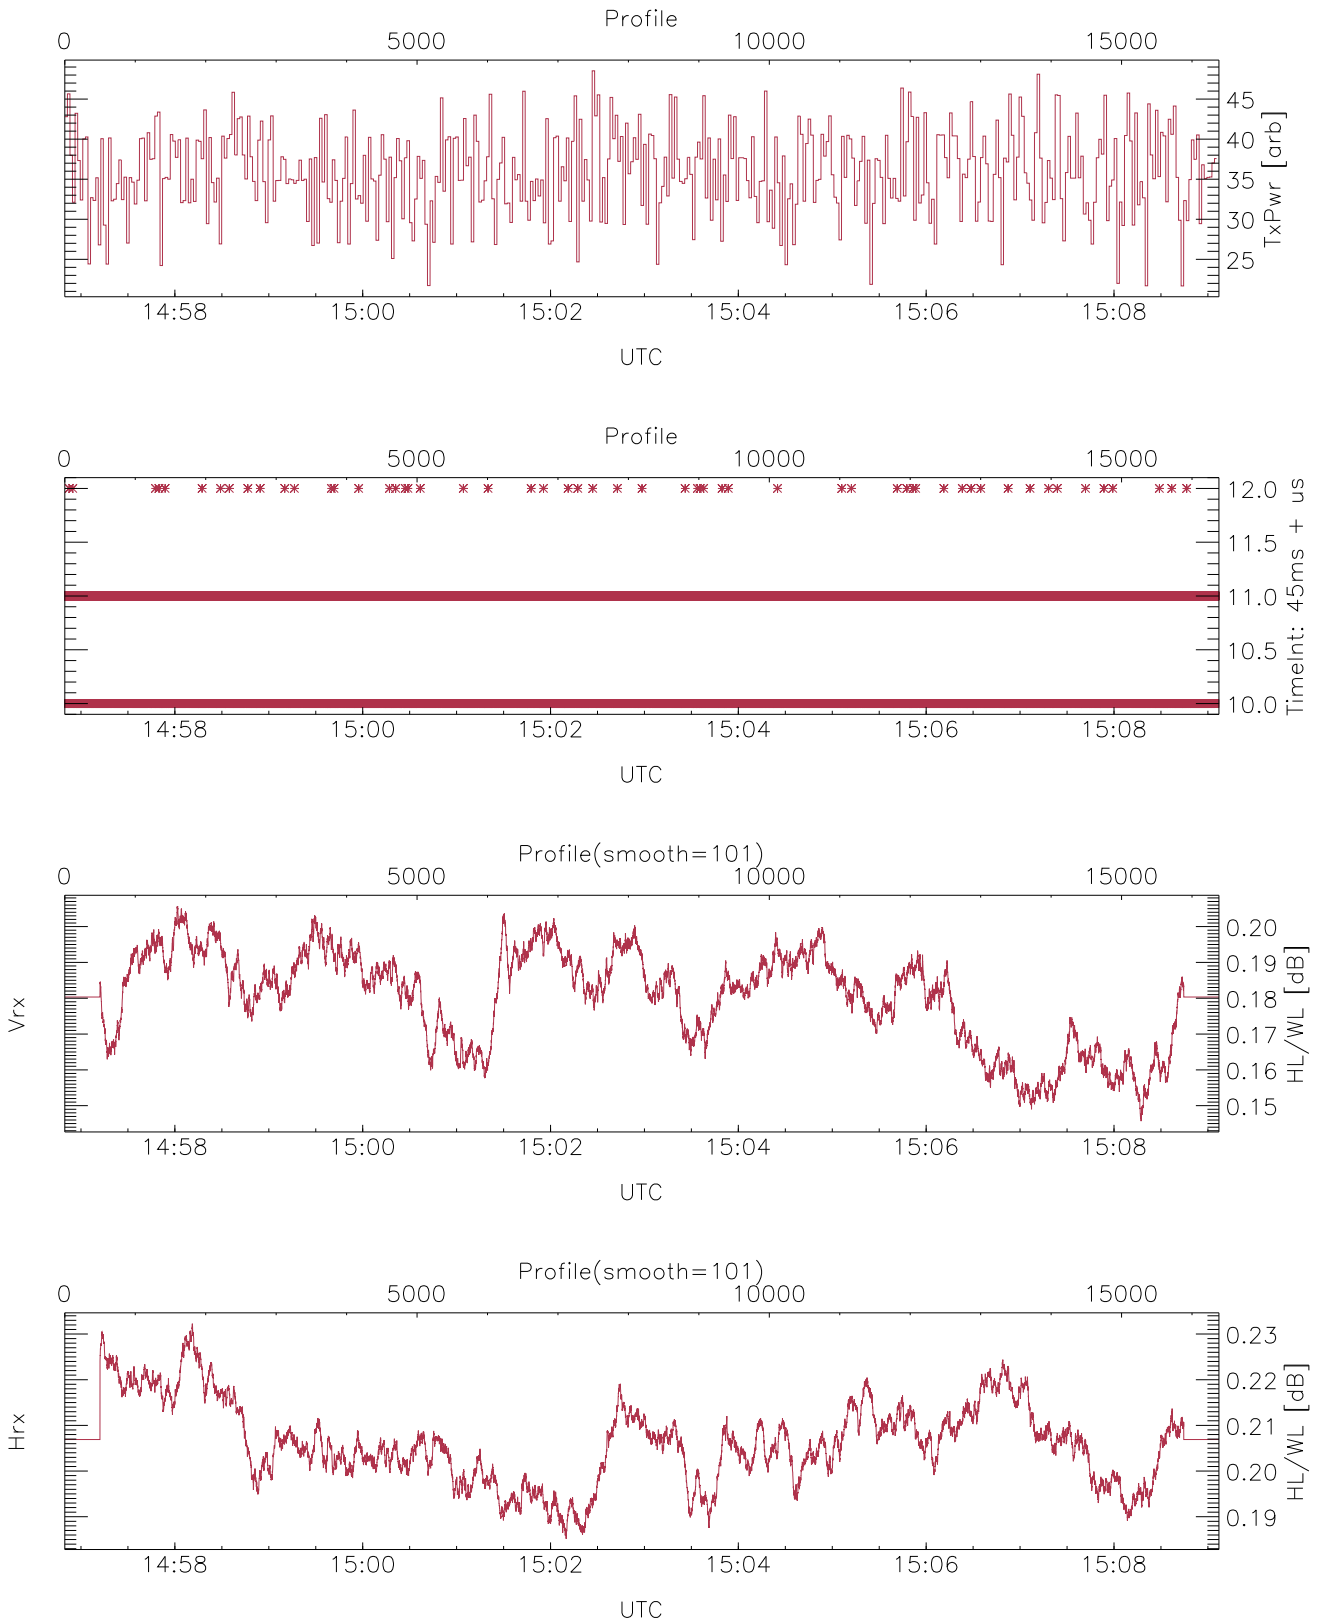 Profile
0 5000 10000 15000
45
40
35
30
25
TxPwr [arb]
14:58 15:00 15:02 15:04 15:06 15:08
UTC
Profile
0 5000 10000 15000
12.0
11.5
11.0
10.5
10.0
TimeInt: 45ms + us
14:58 15:00 15:02 15:04 15:06 15:08
UTC
Profile(smooth=101)
0 5000 10000 15000
Vrx
0.20
0.19
0.18
0.17
0.16
0.15
HL/WL [dB]
14:58 15:00 15:02 15:04 15:06 15:08
UTC
Profile(smooth=101)
0 5000 10000 15000
Hrx
0.23
0.22
0.21
0.20
0.19
HL/WL [dB]
14:58 15:00 15:02 15:04 15:06 15:08
UTC